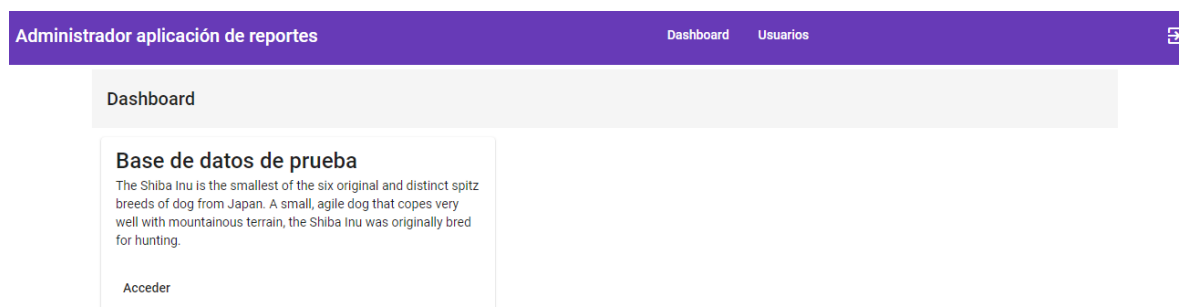 Administrador aplicación de reportes
Dashboard
Usuarios
Dashboard
Base de datos de prueba
The Shiba Inu is the smallest of the six original and distinct spitz
breeds of dog from Japan. A small, agile dog that copes very
well with mountainous terrain, the Shiba Inu was originally bred
for hunting.
Acceder